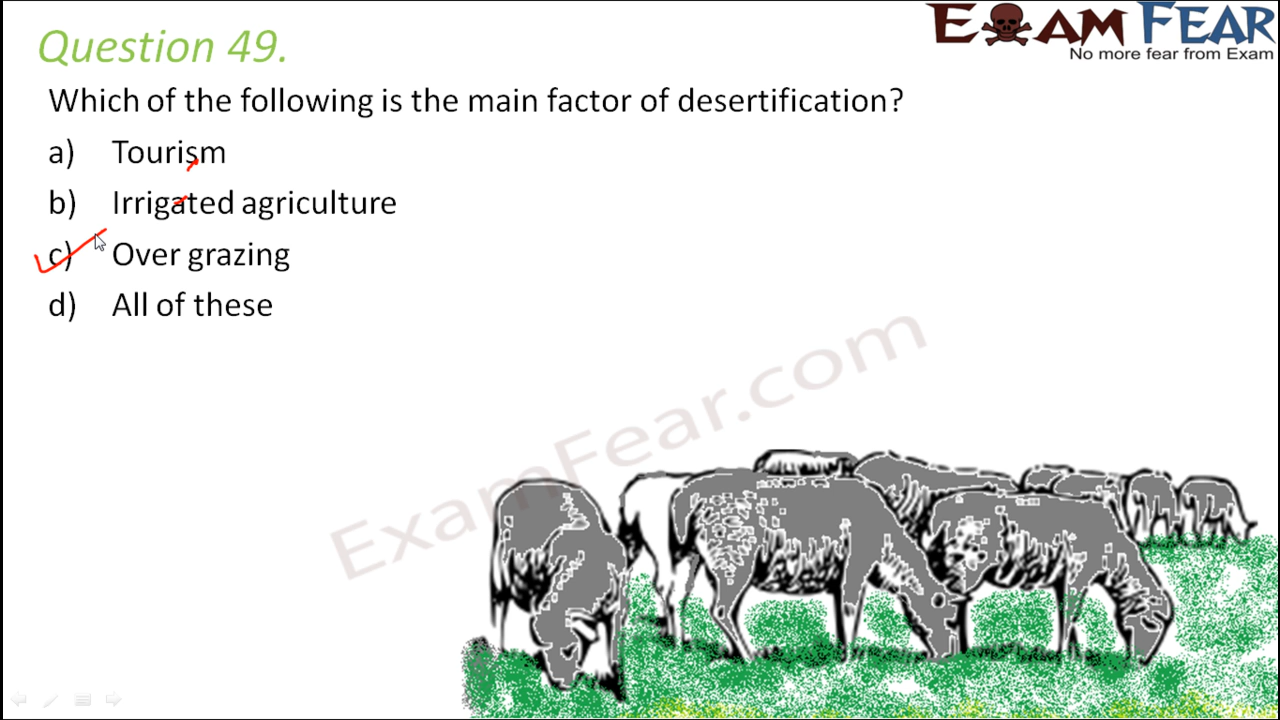 Question 49.
EXAM FEAR
No more fear from Exam
Which of the following is the main factor of desertification?
a) Tourism
b) Irrigated agriculture
c) Over grazing
d) All of these
ExamFear.com